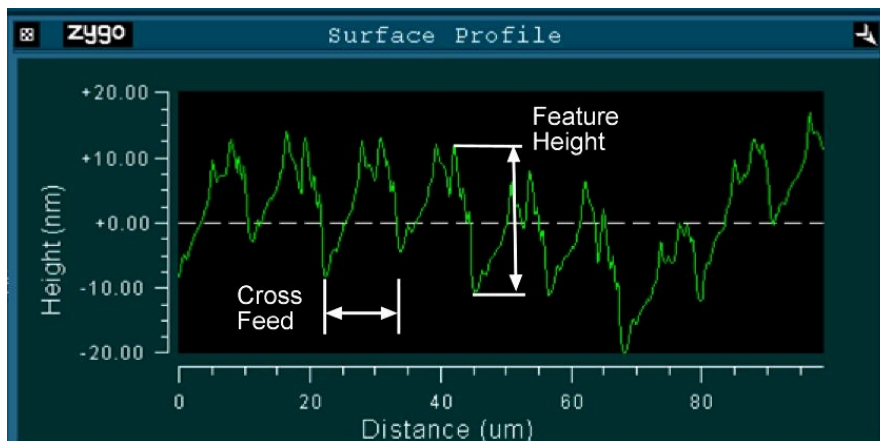 zygo
Surface Profile
+20.00
+10.00
+0.00
-10.00
-20.00
Height (nm)
Feature
Height
Cross
Feed
0
20
40
60
80
Distance (um)